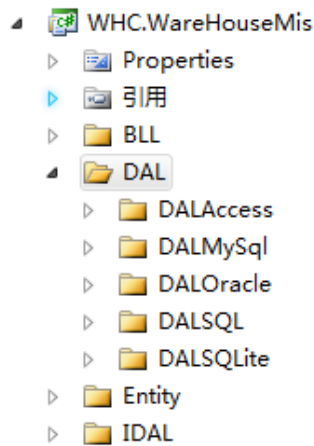 WHC.WareHouseMis
Properties
引用
BLL
DAL
DALAccess
DALMySql
DALOracle
DALSQL
DALSQLite
Entity
IDAL